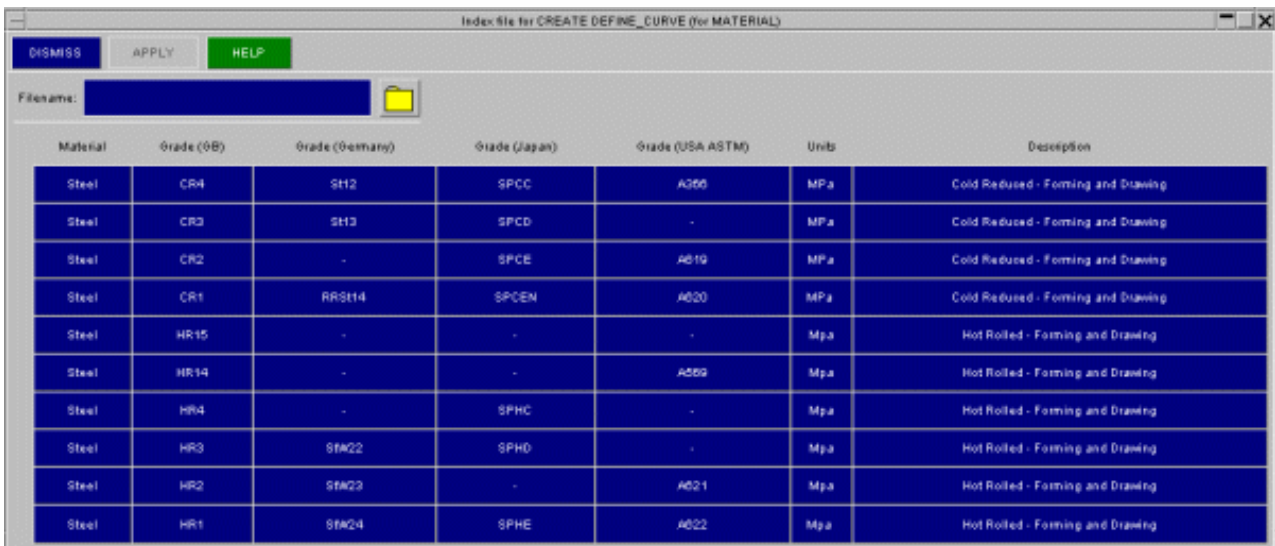 Index file for CREATE DEFINE_CURVE (for MATERIAL)
DISMISS APPLY HELP
Filename:
Material Grade (GB) Grade (Germany) Grade (Japan) Grade (USA ASTM) Units Description
Steel CR4 St12 SPCC A366 MPa Cold Reduced - Forming and Drawing
Steel CR3 St13 SPCD - MPa Cold Reduced - Forming and Drawing
Steel CR2 - SPCE A619 MPa Cold Reduced - Forming and Drawing
Steel CR1 RRSt14 SPCEN A620 MPa Cold Reduced - Forming and Drawing
Steel HR15 - - - Mpa Hot Rolled - Forming and Drawing
Steel HR14 - - A569 Mpa Hot Rolled - Forming and Drawing
Steel HR4 - SPHC - Mpa Hot Rolled - Forming and Drawing
Steel HR3 StW22 SPHD - Mpa Hot Rolled - Forming and Drawing
Steel HR2 StW23 - A621 Mpa Hot Rolled - Forming and Drawing
Steel HR1 StW24 SPHE A622 Mpa Hot Rolled - Forming and Drawing